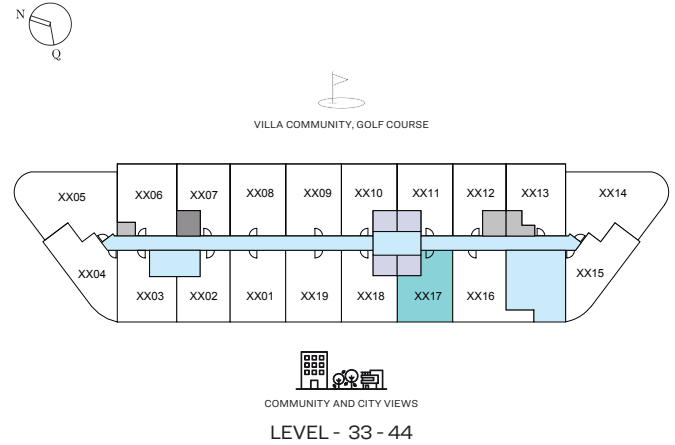 N
Q
VILLA COMMUNITY, GOLF COURSE
XX05 XX06 XX07 XX08 XX09 XX10 XX11 XX12 XX13 XX14
XX04 XX03 XX02 XX01 XX19 XX18 XX17 XX16 XX15
COMMUNITY AND CITY VIEWS
LEVEL - 33 - 44